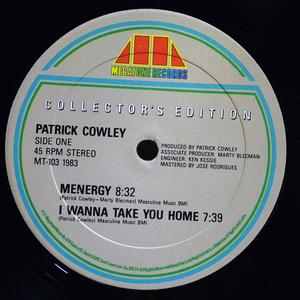 MEGATONE RECORDS
COLLECTOR'S EDITION
PATRICK COWLEY
SIDE ONE
45 RPM STEREO
MT-103 1983
PRODUCED BY PATRICK COWLEY
ASSOCIATE PRODUCER: MARTY BLECMAN
ENGINEER: KEN KESSIE
MASTERED BY JOSE RODRIGUES
MENERGY 8:32
(Patrick Cowley–Marty Blecman) Masculine Music BMI
I WANNA TAKE YOU HOME 7:39
(Patrick Cowley) Masculine Music BMI